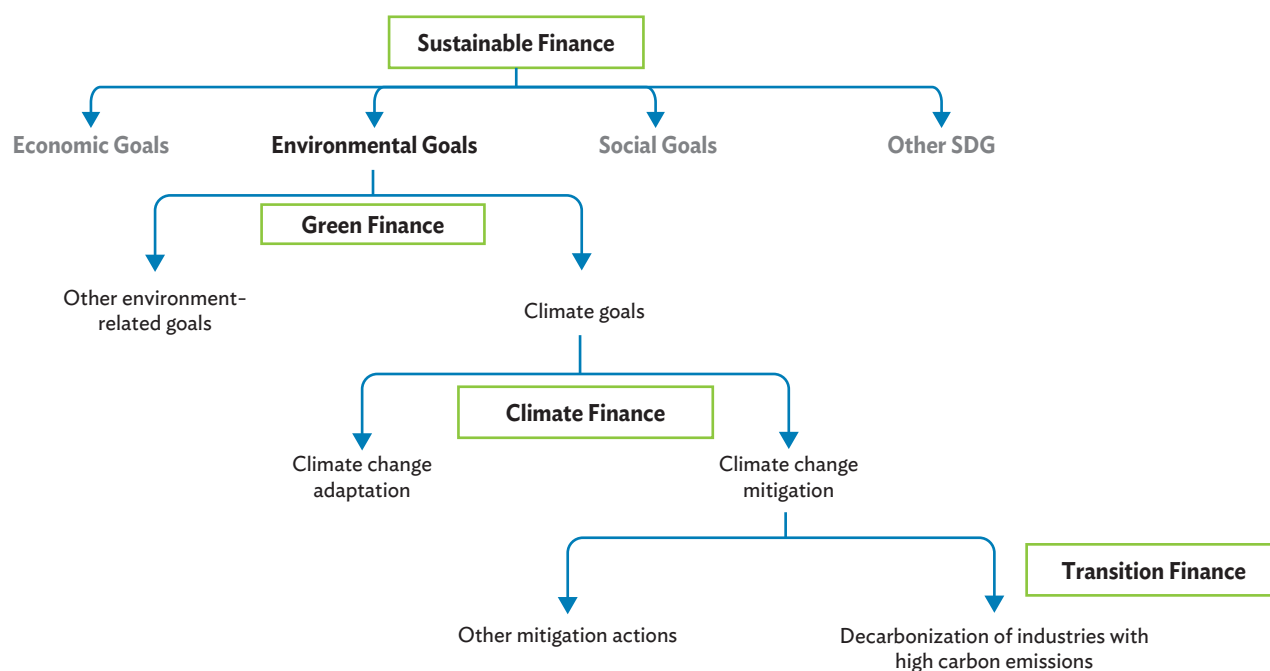 Sustainable Finance
Economic Goals
Environmental Goals
Social Goals
Other SDG
Green Finance
Other environment-
related goals
Climate goals
Climate Finance
Climate change
adaptation
Climate change
mitigation
Transition Finance
Other mitigation actions
Decarbonization of industries with
high carbon emissions